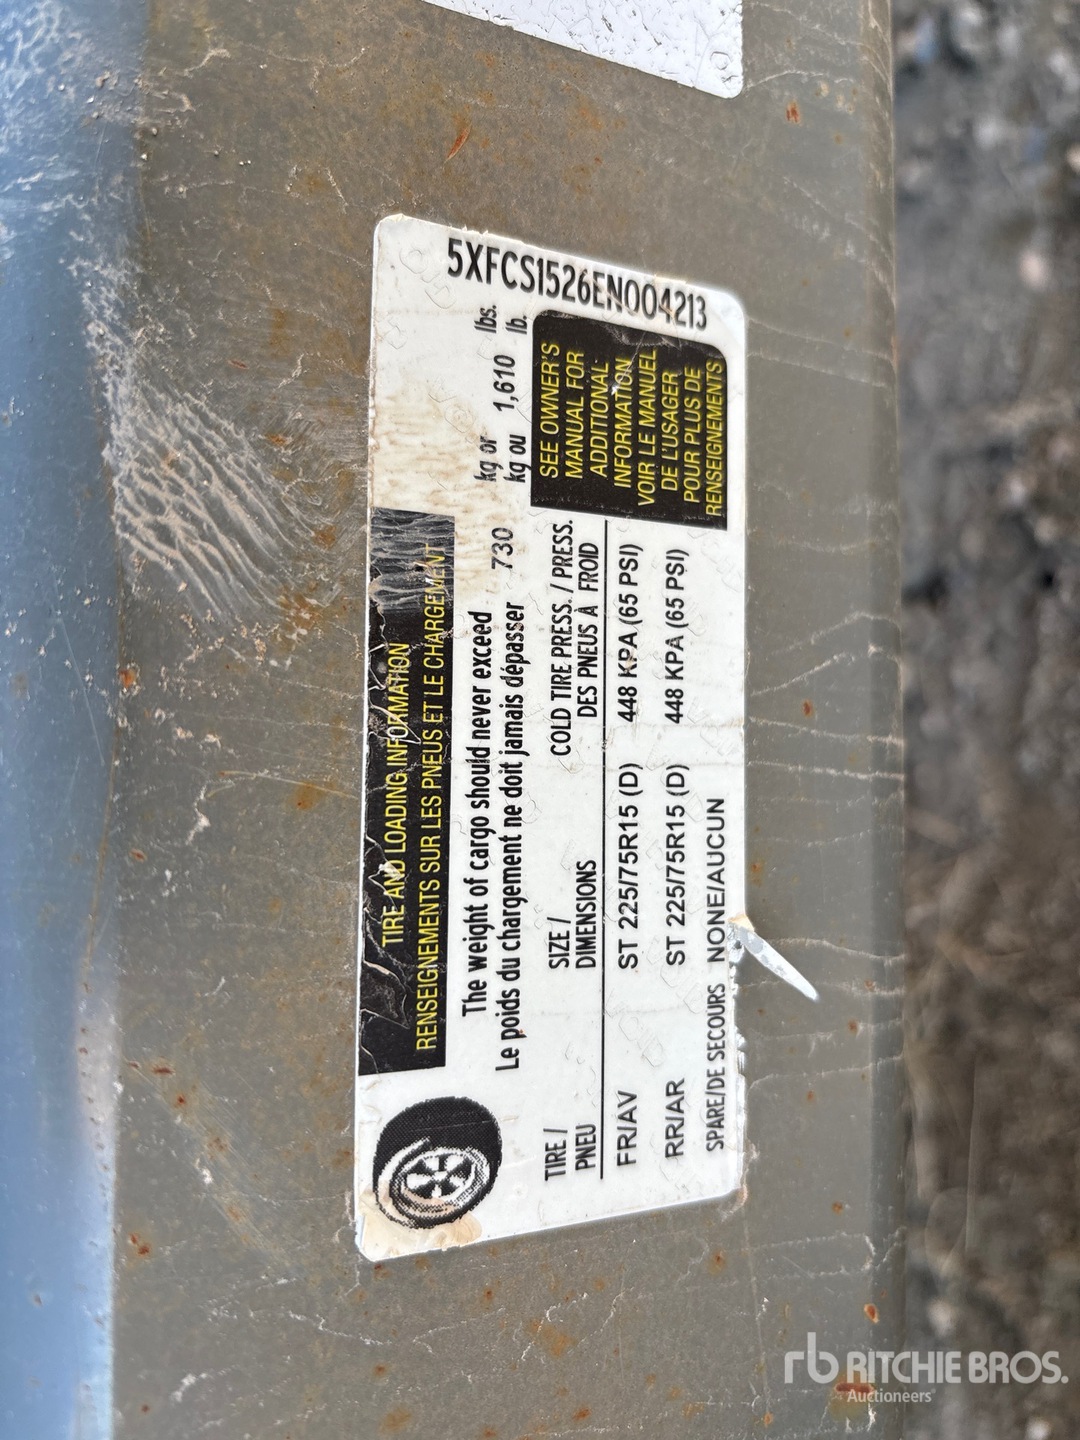 5XFCS1526EN004213
TIRE AND LOADING INFORMATION
RENSEIGNEMENTS SUR LES PNEUS ET LE CHARGEMENT
The weight of cargo should never exceed kg or lbs.
Le poids du chargement ne doit jamais dépasser 730 kg ou 1,610 lb.
TIRE / SIZE / COLD TIRE PRESS. / PRESS.
PNEU DIMENSIONS DES PNEUS À FROID
FR/AV ST 225/75R15 (D) 448 KPA (65 PSI)
RR/AR ST 225/75R15 (D) 448 KPA (65 PSI)
SPARE/DE SECOURS NONE/AUCUN
SEE OWNER'S
MANUAL FOR
ADDITIONAL
INFORMATION
VOIR LE MANUEL
DE L'USAGER
POUR PLUS DE
RENSEIGNEMENTS
rb RITCHIE BROS.
Auctioneers